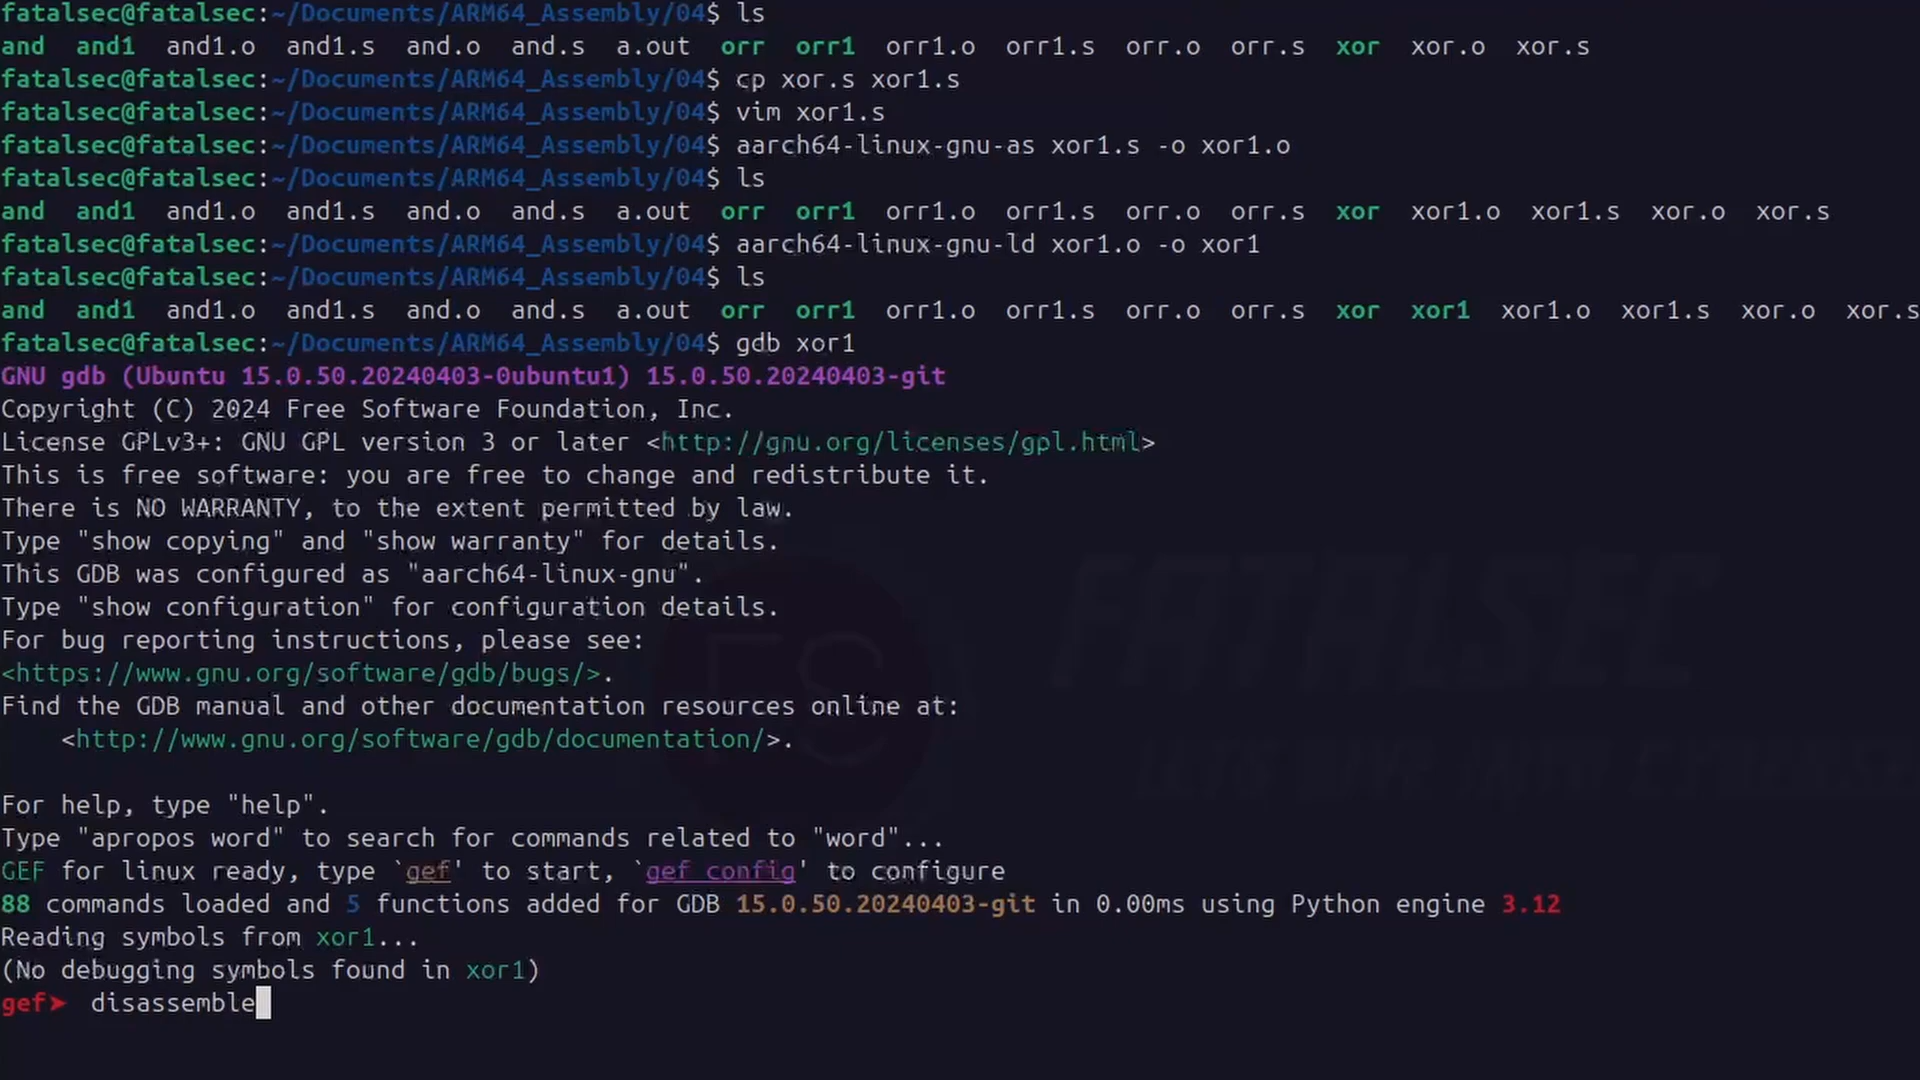 fatalsec@fatalsec:~/Documents/ARM64_Assembly/04$ ls
and  and1  and1.o  and1.s  and.o  and.s  a.out  orr  orr1  orr1.o  orr1.s  orr.o  orr.s  xor  xor.o  xor.s
fatalsec@fatalsec:~/Documents/ARM64_Assembly/04$ cp xor.s xor1.s
fatalsec@fatalsec:~/Documents/ARM64_Assembly/04$ vim xor1.s
fatalsec@fatalsec:~/Documents/ARM64_Assembly/04$ aarch64-linux-gnu-as xor1.s -o xor1.o
fatalsec@fatalsec:~/Documents/ARM64_Assembly/04$ ls
and  and1  and1.o  and1.s  and.o  and.s  a.out  orr  orr1  orr1.o  orr1.s  orr.o  orr.s  xor  xor1.o  xor1.s  xor.o  xor.s
fatalsec@fatalsec:~/Documents/ARM64_Assembly/04$ aarch64-linux-gnu-ld xor1.o -o xor1
fatalsec@fatalsec:~/Documents/ARM64_Assembly/04$ ls
and  and1  and1.o  and1.s  and.o  and.s  a.out  orr  orr1  orr1.o  orr1.s  orr.o  orr.s  xor  xor1  xor1.o  xor1.s  xor.o  xor.s
fatalsec@fatalsec:~/Documents/ARM64_Assembly/04$ gdb xor1
GNU gdb (Ubuntu 15.0.50.20240403-0ubuntu1) 15.0.50.20240403-git
Copyright (C) 2024 Free Software Foundation, Inc.
License GPLv3+: GNU GPL version 3 or later <http://gnu.org/licenses/gpl.html>
This is free software: you are free to change and redistribute it.
There is NO WARRANTY, to the extent permitted by law.
Type "show copying" and "show warranty" for details.
This GDB was configured as "aarch64-linux-gnu".
Type "show configuration" for configuration details.
For bug reporting instructions, please see:
<https://www.gnu.org/software/gdb/bugs/>.
Find the GDB manual and other documentation resources online at:
    <http://www.gnu.org/software/gdb/documentation/>.
For help, type "help".
Type "apropos word" to search for commands related to "word"...
GEF for linux ready, type `gef' to start, `gef config' to configure
88 commands loaded and 5 functions added for GDB 15.0.50.20240403-git in 0.00ms using Python engine 3.12
Reading symbols from xor1...
(No debugging symbols found in xor1)
gef➤  disassemble
FATALSEC